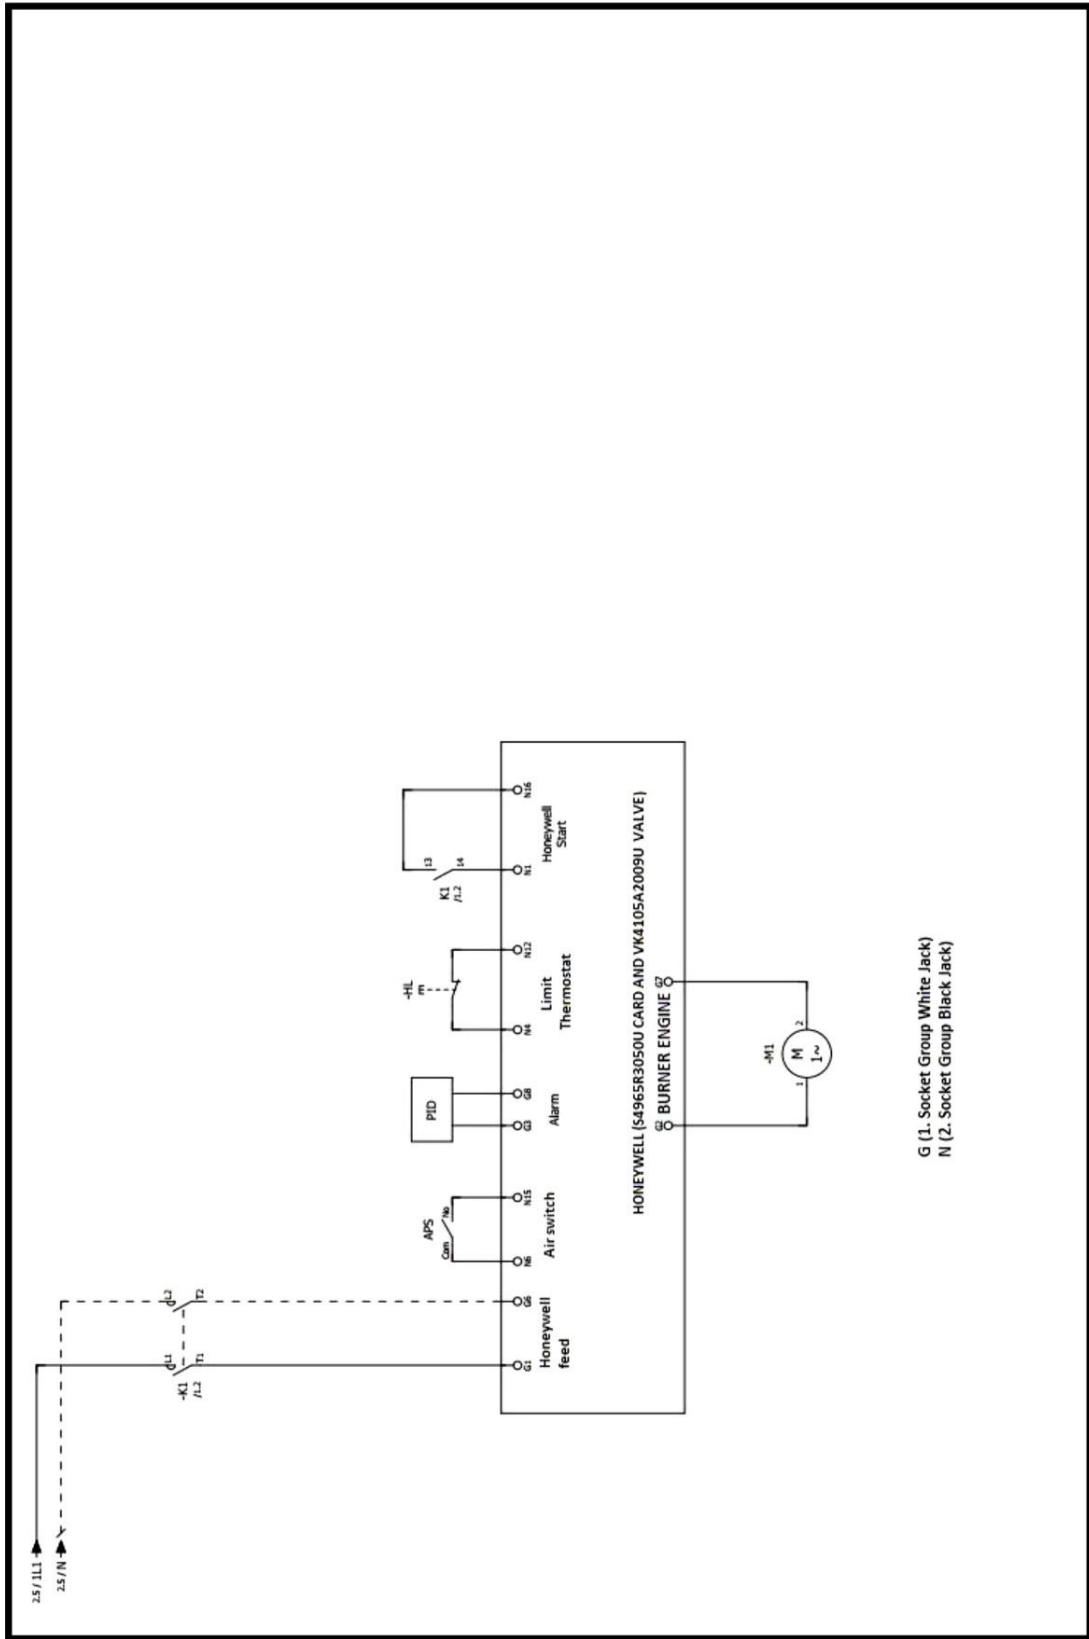 2.5 / 1L1
2.5 / N
-K1
/1.2
L1
T1
L2
T2
APS
Com
No
PID
-HL
m
K1
/1.2
13
14
G1
G6
N6
N15
G3
G8
N4
N12
N1
N16
Honeywell
feed
Air switch
Alarm
Limit
Thermostat
Honeywell
Start
HONEYWELL (S4965R3050U CARD AND VK4105A2009U VALVE)
G2 BURNER ENGINE G7
-M1
1
M
1~
2
G (1. Socket Group White Jack)
N (2. Socket Group Black Jack)